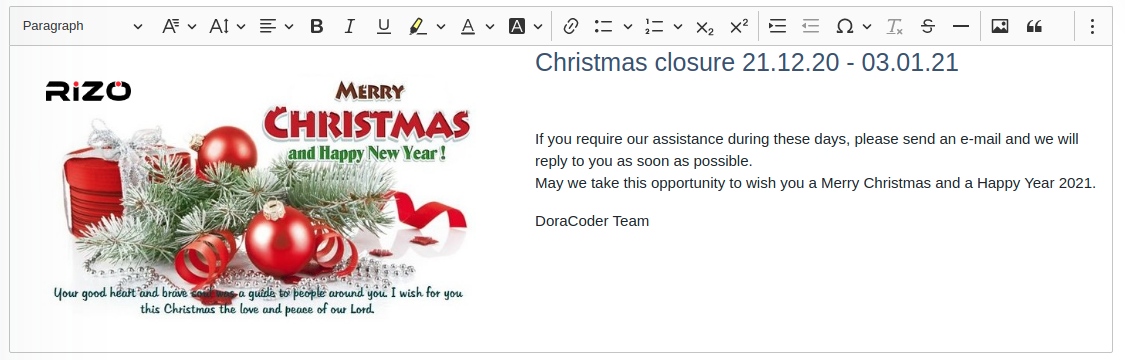 Paragraph
Christmas closure 21.12.20 - 03.01.21
RiZO
MERRY
CHRISTMAS
and Happy New Year !
Your good heart and brave soul was a guide to people around you. I wish for you
this Christmas the love and peace of our Lord.
If you require our assistance during these days, please send an e-mail and we will
reply to you as soon as possible.
May we take this opportunity to wish you a Merry Christmas and a Happy Year 2021.
DoraCoder Team